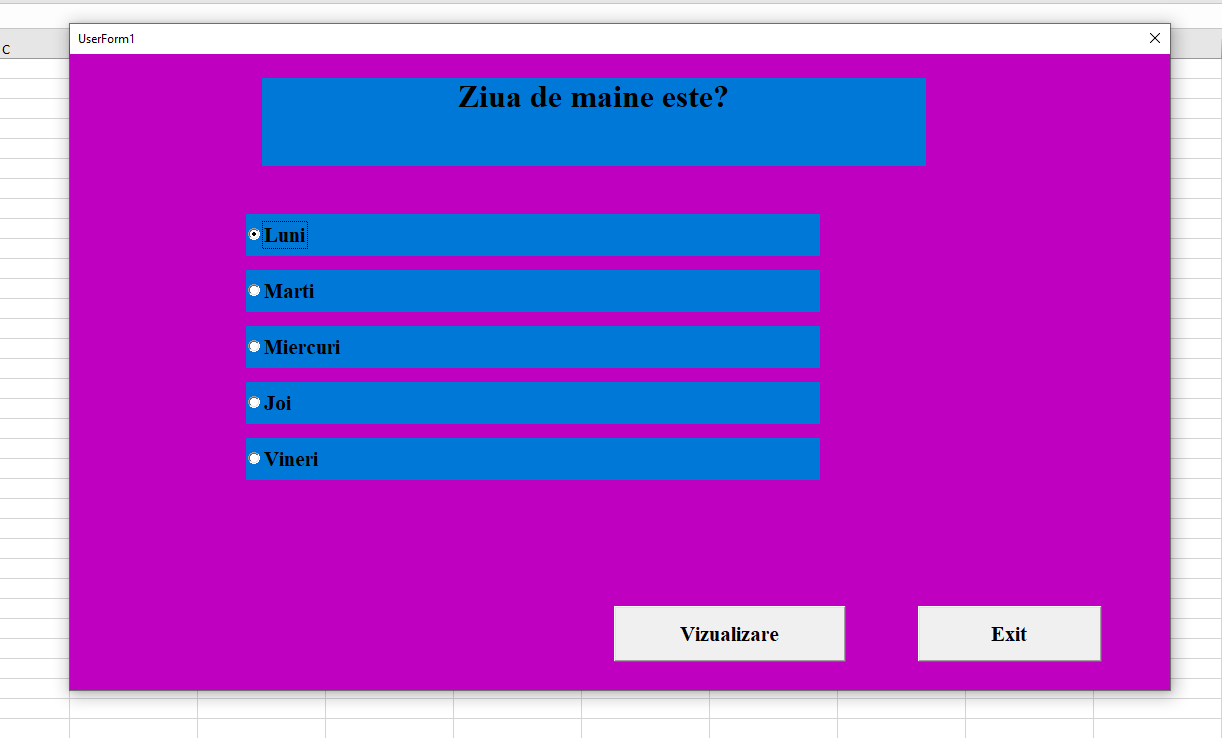 UserForm1
C
Ziua de maine este?
Luni
Marti
Miercuri
Joi
Vineri
Vizualizare
Exit